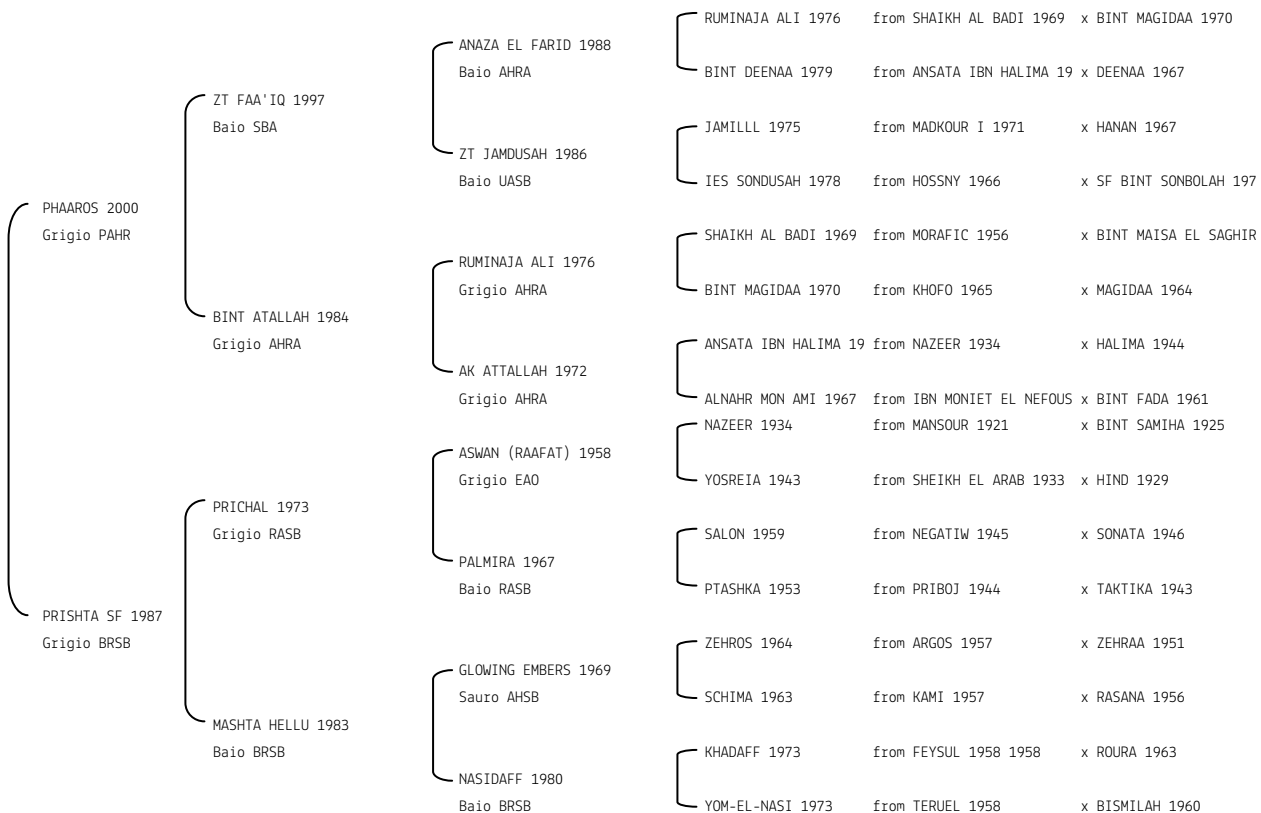 RUMINAJA ALI 1976 from SHAIKH AL BADI 1969 x BINT MAGIDAA 1970
ANAZA EL FARID 1988
Baio AHRA BINT DEENAA 1979 from ANSATA IBN HALIMA 19 x DEENAA 1967
ZT FAA'IQ 1997
Baio SBA JAMILLL 1975 from MADKOUR I 1971 x HANAN 1967
ZT JAMDUSAH 1986
Baio UASB IES SONDUSAH 1978 from HOSSNY 1966 x SF BINT SONBOLAH 197
PHAAROS 2000
Grigio PAHR SHAIKH AL BADI 1969 from MORAFIC 1956 x BINT MAISA EL SAGHIR
RUMINAJA ALI 1976
Grigio AHRA BINT MAGIDAA 1970 from KHOFO 1965 x MAGIDAA 1964
BINT ATALLAH 1984
Grigio AHRA ANSATA IBN HALIMA 19 from NAZEER 1934 x HALIMA 1944
AK ATTALLAH 1972
Grigio AHRA ALNAHR MON AMI 1967 from IBN MONIET EL NEFOUS x BINT FADA 1961
NAZEER 1934 from MANSOUR 1921 x BINT SAMIHA 1925
ASWAN (RAAFAT) 1958
Grigio EAO YOSREIA 1943 from SHEIKH EL ARAB 1933 x HIND 1929
PRICHAL 1973
Grigio RASB SALON 1959 from NEGATIW 1945 x SONATA 1946
PALMIRA 1967
Baio RASB PTASHKA 1953 from PRIBOJ 1944 x TAKTIKA 1943
PRISHTA SF 1987
Grigio BRSB ZEHROS 1964 from ARGOS 1957 x ZEHRAA 1951
GLOWING EMBERS 1969
Sauro AHSB SCHIMA 1963 from KAMI 1957 x RASANA 1956
MASHTA HELLU 1983
Baio BRSB KHADAFF 1973 from FEYSUL 1958 1958 x ROURA 1963
NASIDAFF 1980
Baio BRSB YOM-EL-NASI 1973 from TERUEL 1958 x BISMILAH 1960